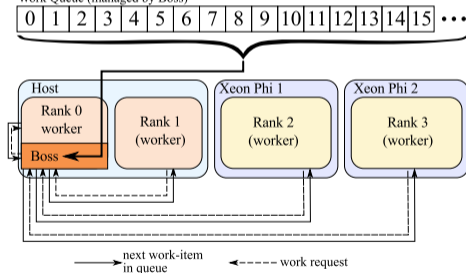 Work Queue (managed by Boss)
0 1 2 3 4 5 6 7 8 9 10 11 12 13 14 15 •••
Host
Xeon Phi 1
Xeon Phi 2
Rank 0
worker
Boss
Rank 1
(worker)
Rank 2
(worker)
Rank 3
(worker)
next work-item
in queue
work request